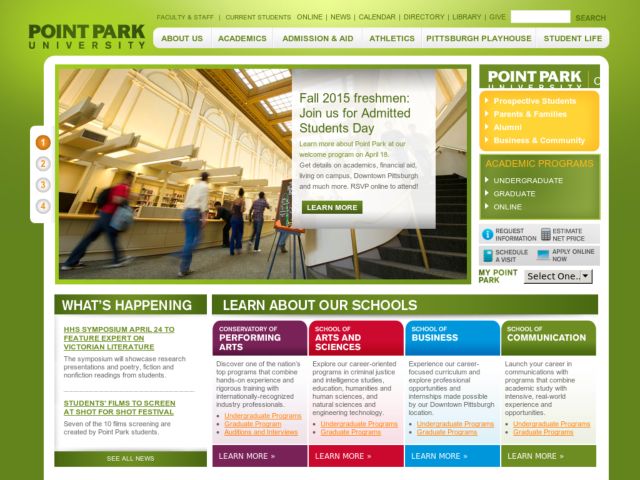 FACULTY & STAFF | CURRENT STUDENTS ONLINE | NEWS | CALENDAR | DIRECTORY | LIBRARY | GIVE SEARCH
POINT PARK
UNIVERSITY
ABOUT US ACADEMICS ADMISSION & AID ATHLETICS PITTSBURGH PLAYHOUSE STUDENT LIFE
1
2
3
4
Fall 2015 freshmen:
Join us for Admitted
Students Day
Learn more about Point Park at our
welcome program on April 18.
Get details on academics, financial aid,
living on campus, Downtown Pittsburgh
and much more. RSVP online to attend!
LEARN MORE
POINT PARK
UNIVERSITY
Prospective Students
Parents & Families
Alumni
Business & Community
ACADEMIC PROGRAMS
UNDERGRADUATE
GRADUATE
ONLINE
REQUEST
INFORMATION
ESTIMATE
NET PRICE
SCHEDULE
A VISIT
APPLY ONLINE
NOW
MY POINT
PARK
Select One..
WHAT'S HAPPENING
HHS SYMPOSIUM APRIL 24 TO
FEATURE EXPERT ON
VICTORIAN LITERATURE
The symposium will showcase research
presentations and poetry, fiction and
nonfiction readings from students.
STUDENTS' FILMS TO SCREEN
AT SHOT FOR SHOT FESTIVAL
Seven of the 10 films screening are
created by Point Park students.
SEE ALL NEWS
LEARN ABOUT OUR SCHOOLS
CONSERVATORY OF
PERFORMING
ARTS
Discover one of the nation's
top programs that combine
hands-on experience and
rigorous training with
internationally-recognized
industry professionals.
Undergraduate Programs
Graduate Program
Auditions and Interviews
LEARN MORE »
SCHOOL OF
ARTS AND
SCIENCES
Explore our career-oriented
programs in criminal justice
and intelligence studies,
education, humanities and
human sciences, and
natural sciences and
engineering technology.
Undergraduate Programs
Graduate Programs
LEARN MORE »
SCHOOL OF
BUSINESS
Experience our career-
focused curriculum and
explore professional
opportunities and
internships made possible
by our Downtown Pittsburgh
location.
Undergraduate Programs
Graduate Programs
LEARN MORE »
SCHOOL OF
COMMUNICATION
Launch your career in
communications with
programs that combine
academic study with
intensive, real-world
experience and
opportunities.
Undergraduate Programs
Graduate Programs
LEARN MORE »